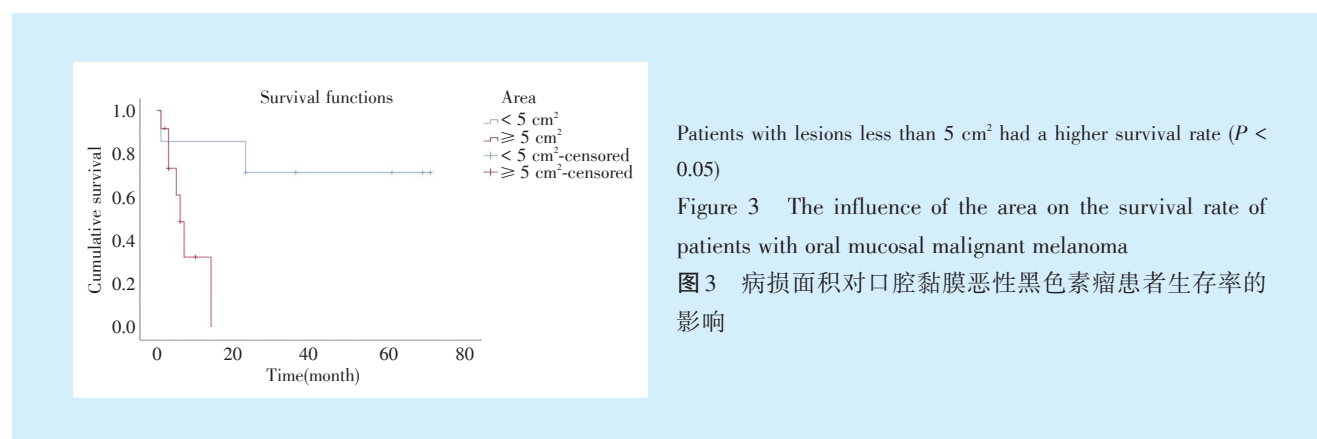 Survival functions
Area
< 5 cm²
≥ 5 cm²
< 5 cm²-censored
≥ 5 cm²-censored
Cumulative survival
1.0
0.8
0.6
0.4
0.2
0.0
0 20 40 60 80
Time(month)
Patients with lesions less than 5 cm² had a higher survival rate (P <
0.05)
Figure 3 The influence of the area on the survival rate of
patients with oral mucosal malignant melanoma
图3 病损面积对口腔黏膜恶性黑色素瘤患者生存率的
影响